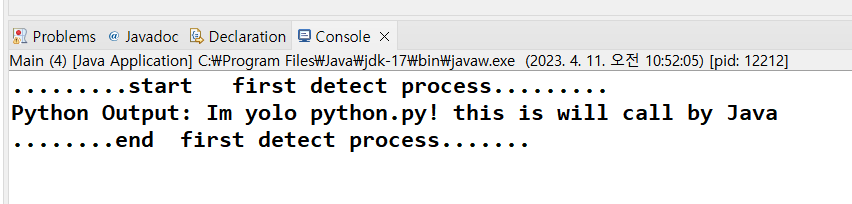 Problems @ Javadoc Declaration Console
Main (4) [Java Application] C:₩Program Files₩Java₩jdk-17₩bin₩javaw.exe (2023. 4. 11. 오전 10:52:05) [pid: 12212]
.........start   first detect process.........
Python Output: Im yolo python.py! this is will call by Java
........end  first detect process.......